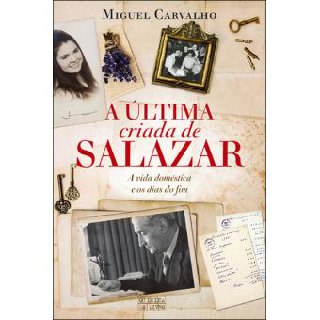 MIGUEL CARVALHO
A ÚLTIMA
criada de
SALAZAR
A vida doméstica
e os dias do fim